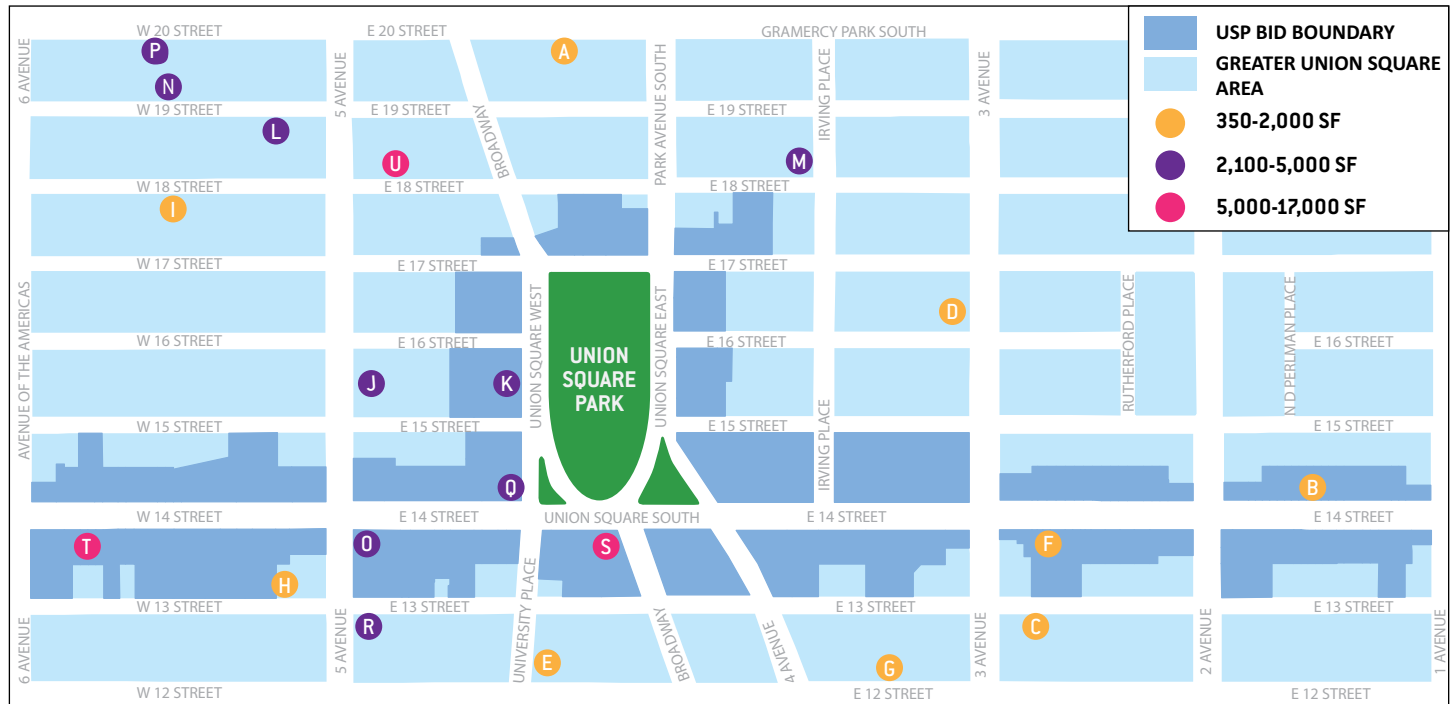 W 20 STREET
E 20 STREET
GRAMERCY PARK SOUTH
USP BID BOUNDARY
GREATER UNION SQUARE
AREA
350-2,000 SF
2,100-5,000 SF
5,000-17,000 SF
6 AVENUE
5 AVENUE
BROADWAY
PARK AVENUE SOUTH
IRVING PLACE
3 AVENUE
P
A
N
W 19 STREET
E 19 STREET
E 19 STREET
L
U
M
W 18 STREET
E 18 STREET
E 18 STREET
I
W 17 STREET
E 17 STREET
E 17 STREET
AVENUE OF THE AMERICAS
UNION SQUARE WEST
UNION SQUARE EAST
RUTHERFORD PLACE
N D PERLMAN PLACE
D
W 16 STREET
E 16 STREET
E 16 STREET
E 16 STREET
UNION
SQUARE
PARK
J
K
W 15 STREET
E 15 STREET
E 15 STREET
E 15 STREET
IRVING PLACE
Q
B
W 14 STREET
E 14 STREET
UNION SQUARE SOUTH
E 14 STREET
E 14 STREET
T
O
S
F
H
W 13 STREET
E 13 STREET
E 13 STREET
E 13 STREET
6 AVENUE
5 AVENUE
UNIVERSITY PLACE
BROADWAY
4 AVENUE
3 AVENUE
2 AVENUE
1 AVENUE
R
C
E
G
W 12 STREET
E 12 STREET
E 12 STREET